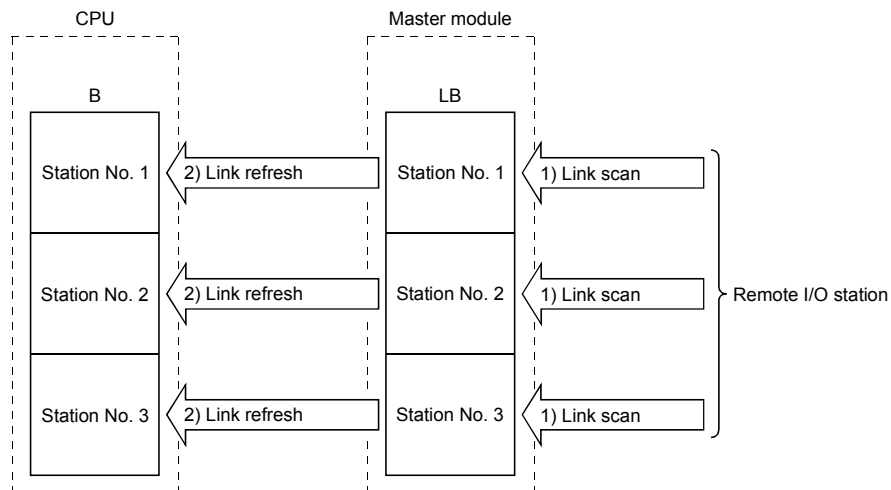 CPU
Master module
B
LB
Station No. 1
2) Link refresh
Station No. 1
1) Link scan
Station No. 2
2) Link refresh
Station No. 2
1) Link scan
Remote I/O station
Station No. 3
2) Link refresh
Station No. 3
1) Link scan